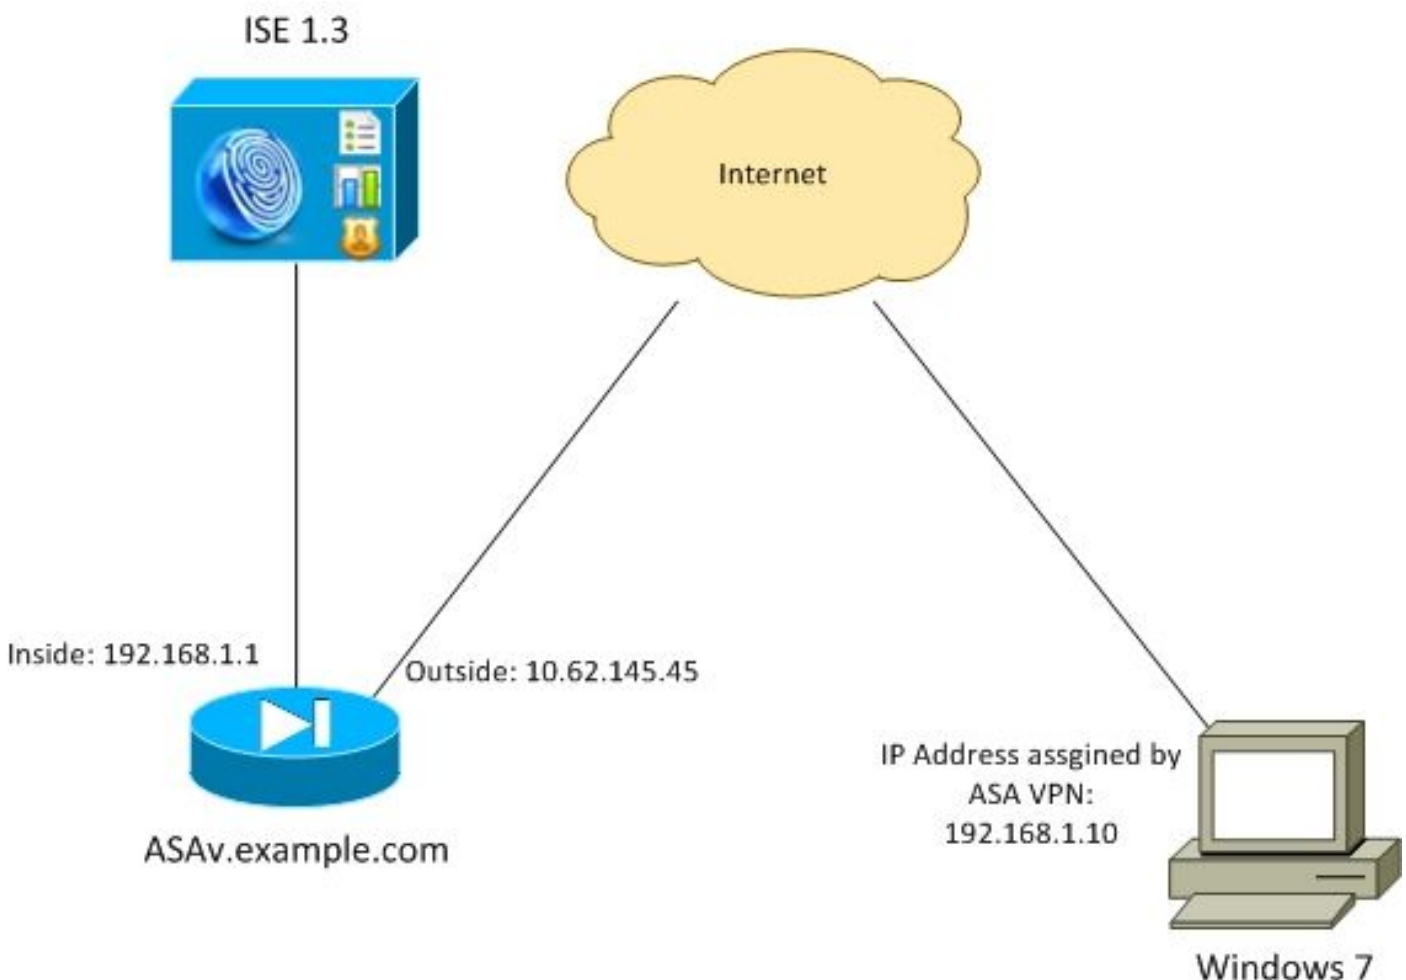 ISE 1.3
Internet
Inside: 192.168.1.1
Outside: 10.62.145.45
ASAv.example.com
IP Address assgined by
ASA VPN:
192.168.1.10
Windows 7